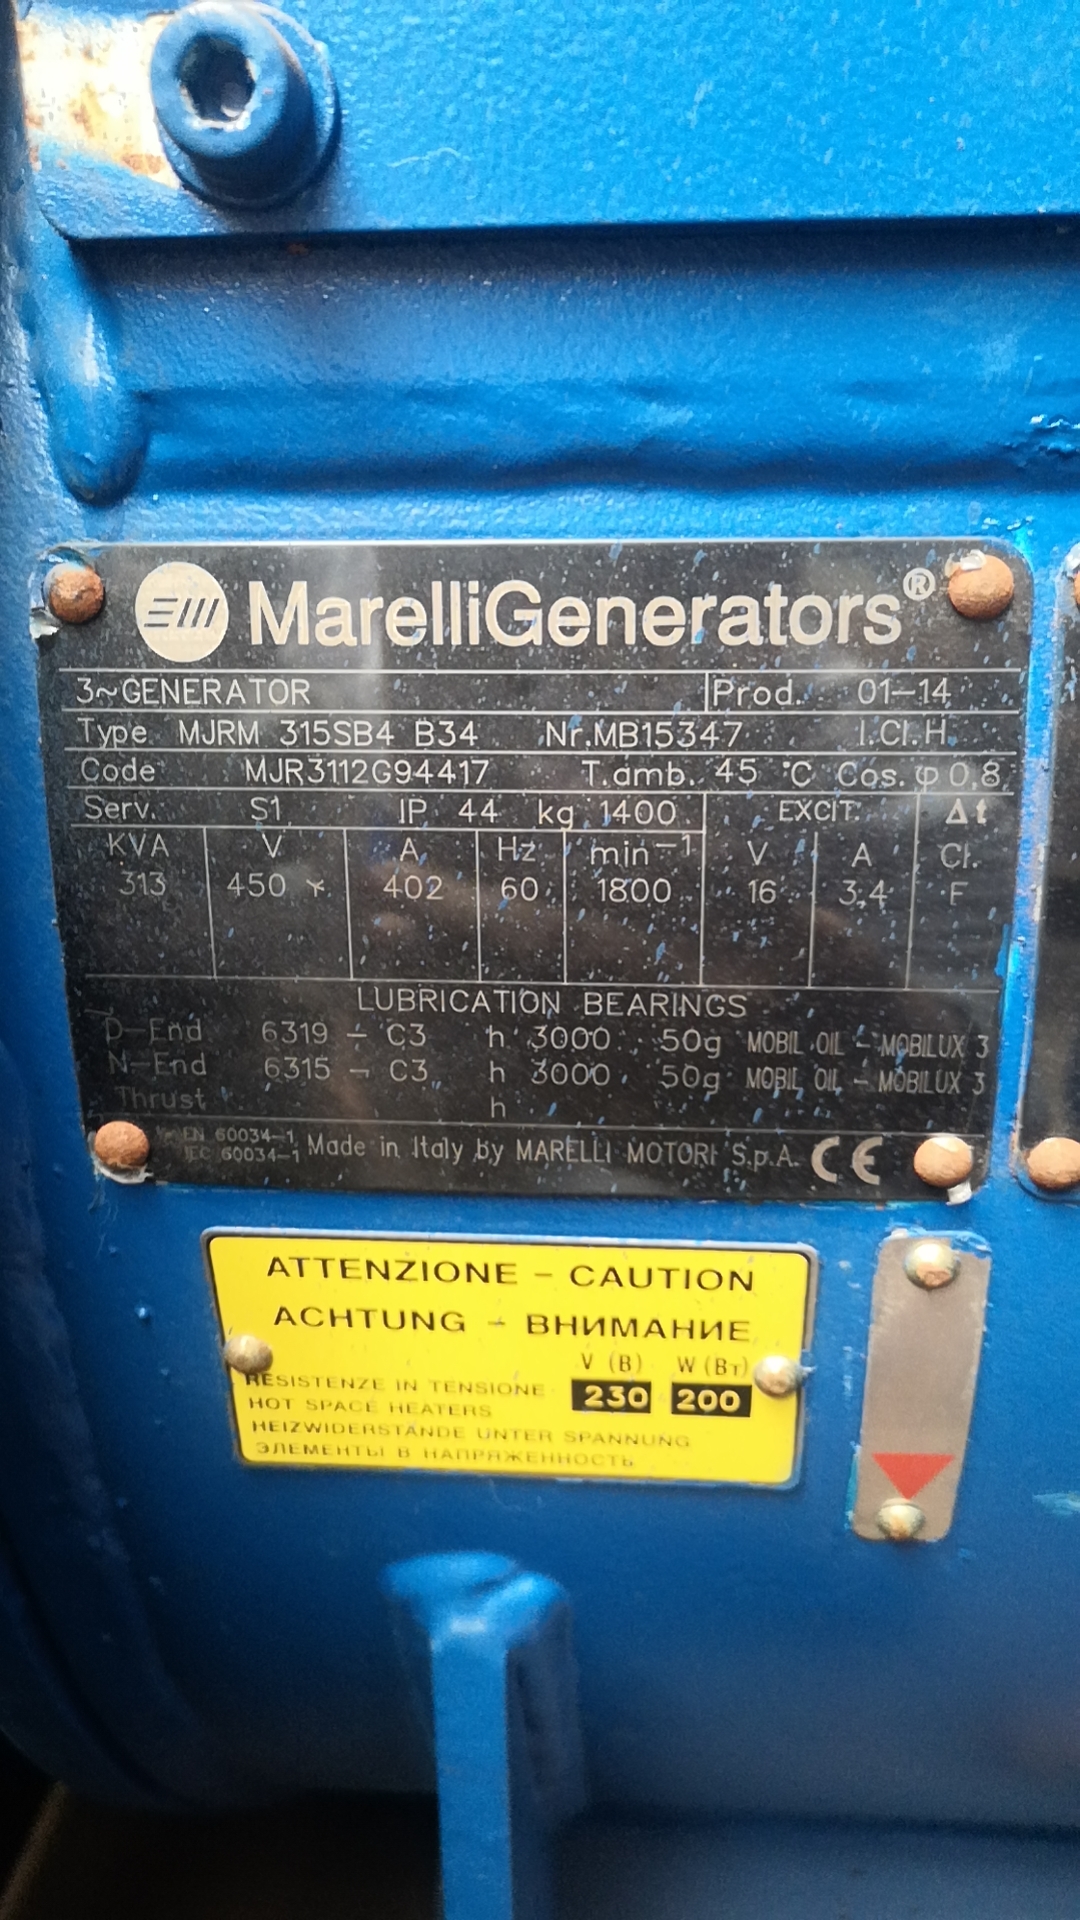 MarelliGenerators®
3~GENERATOR Prod. 01-14
Type MJRM 315SB4 B34 Nr.MB15347 I.Cl.H
Code MJR3112G94417 T.amb. 45 °C Cos.φ 0,8
Serv. S1 IP 44 kg 1400 EXCIT. Δt
KVA V A Hz min⁻¹ V A Cl.
313 450 Y 402 60 1800 16 3,4 F
LUBRICATION BEARINGS
D-End 6319 - C3 h 3000 50g MOBIL OIL - MOBILUX 3
N-End 6315 - C3 h 3000 50g MOBIL OIL - MOBILUX 3
Thrust h
EN 60034-1
IEC 60034-1
Made in Italy by MARELLI MOTORI S.p.A. CE
ATTENZIONE - CAUTION
ACHTUNG - ВНИМАНИЕ
V (B) W (Вт)
230 200
RESISTENZE IN TENSIONE
HOT SPACE HEATERS
HEIZWIDERSTÄNDE UNTER SPANNUNG
ЭЛЕМЕНТЫ В НАПРЯЖЕННОСТЬ